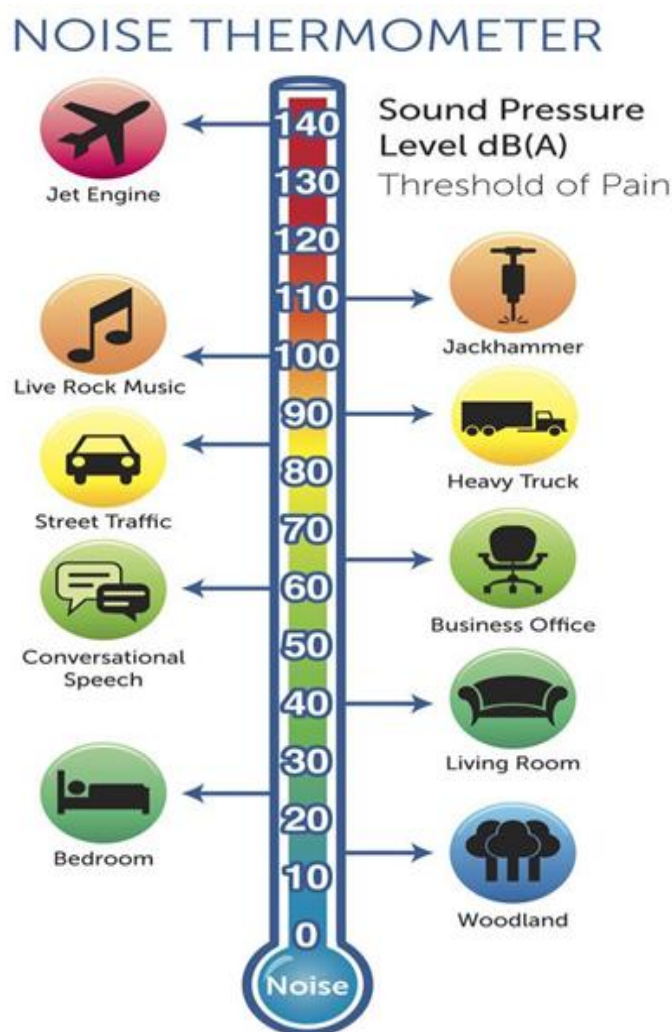 NOISE THERMOMETER
Sound Pressure
Level dB(A)
Threshold of Pain
Jet Engine
140
130
120
110
Jackhammer
Live Rock Music
100
90
Heavy Truck
Street Traffic
80
70
Business Office
60
Conversational
Speech
50
40
Living Room
30
Bedroom
20
10
Woodland
0
Noise